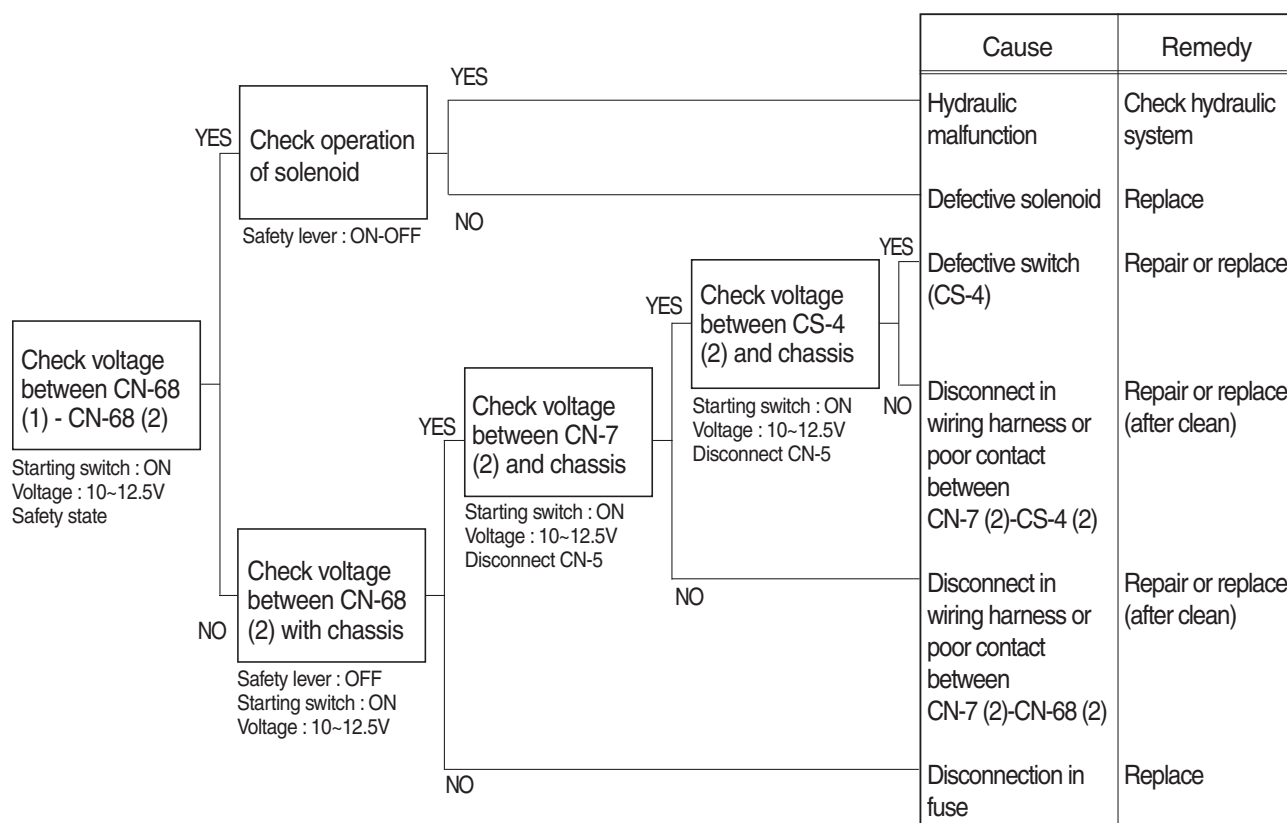 Cause
Remedy
YES
Hydraulic
malfunction
Check hydraulic
system
YES
Check operation
of solenoid
Defective solenoid
Replace
NO
Safety lever : ON-OFF
YES
Defective switch
(CS-4)
Repair or replace
YES
Check voltage
between CS-4
(2) and chassis
Check voltage
between CN-68
(1) - CN-68 (2)
Starting switch : ON
Voltage : 10~12.5V
Safety state
YES
Check voltage
between CN-7
(2) and chassis
Starting switch : ON
Voltage : 10~12.5V
Disconnect CN-5
NO
Disconnect in
wiring harness or
poor contact
between
CN-7 (2)-CS-4 (2)
Repair or replace
(after clean)
Starting switch : ON
Voltage : 10~12.5V
Disconnect CN-5
NO
Check voltage
between CN-68
(2) with chassis
NO
Disconnect in
wiring harness or
poor contact
between
CN-7 (2)-CN-68 (2)
Repair or replace
(after clean)
Safety lever : OFF
Starting switch : ON
Voltage : 10~12.5V
NO
Disconnection in
fuse
Replace